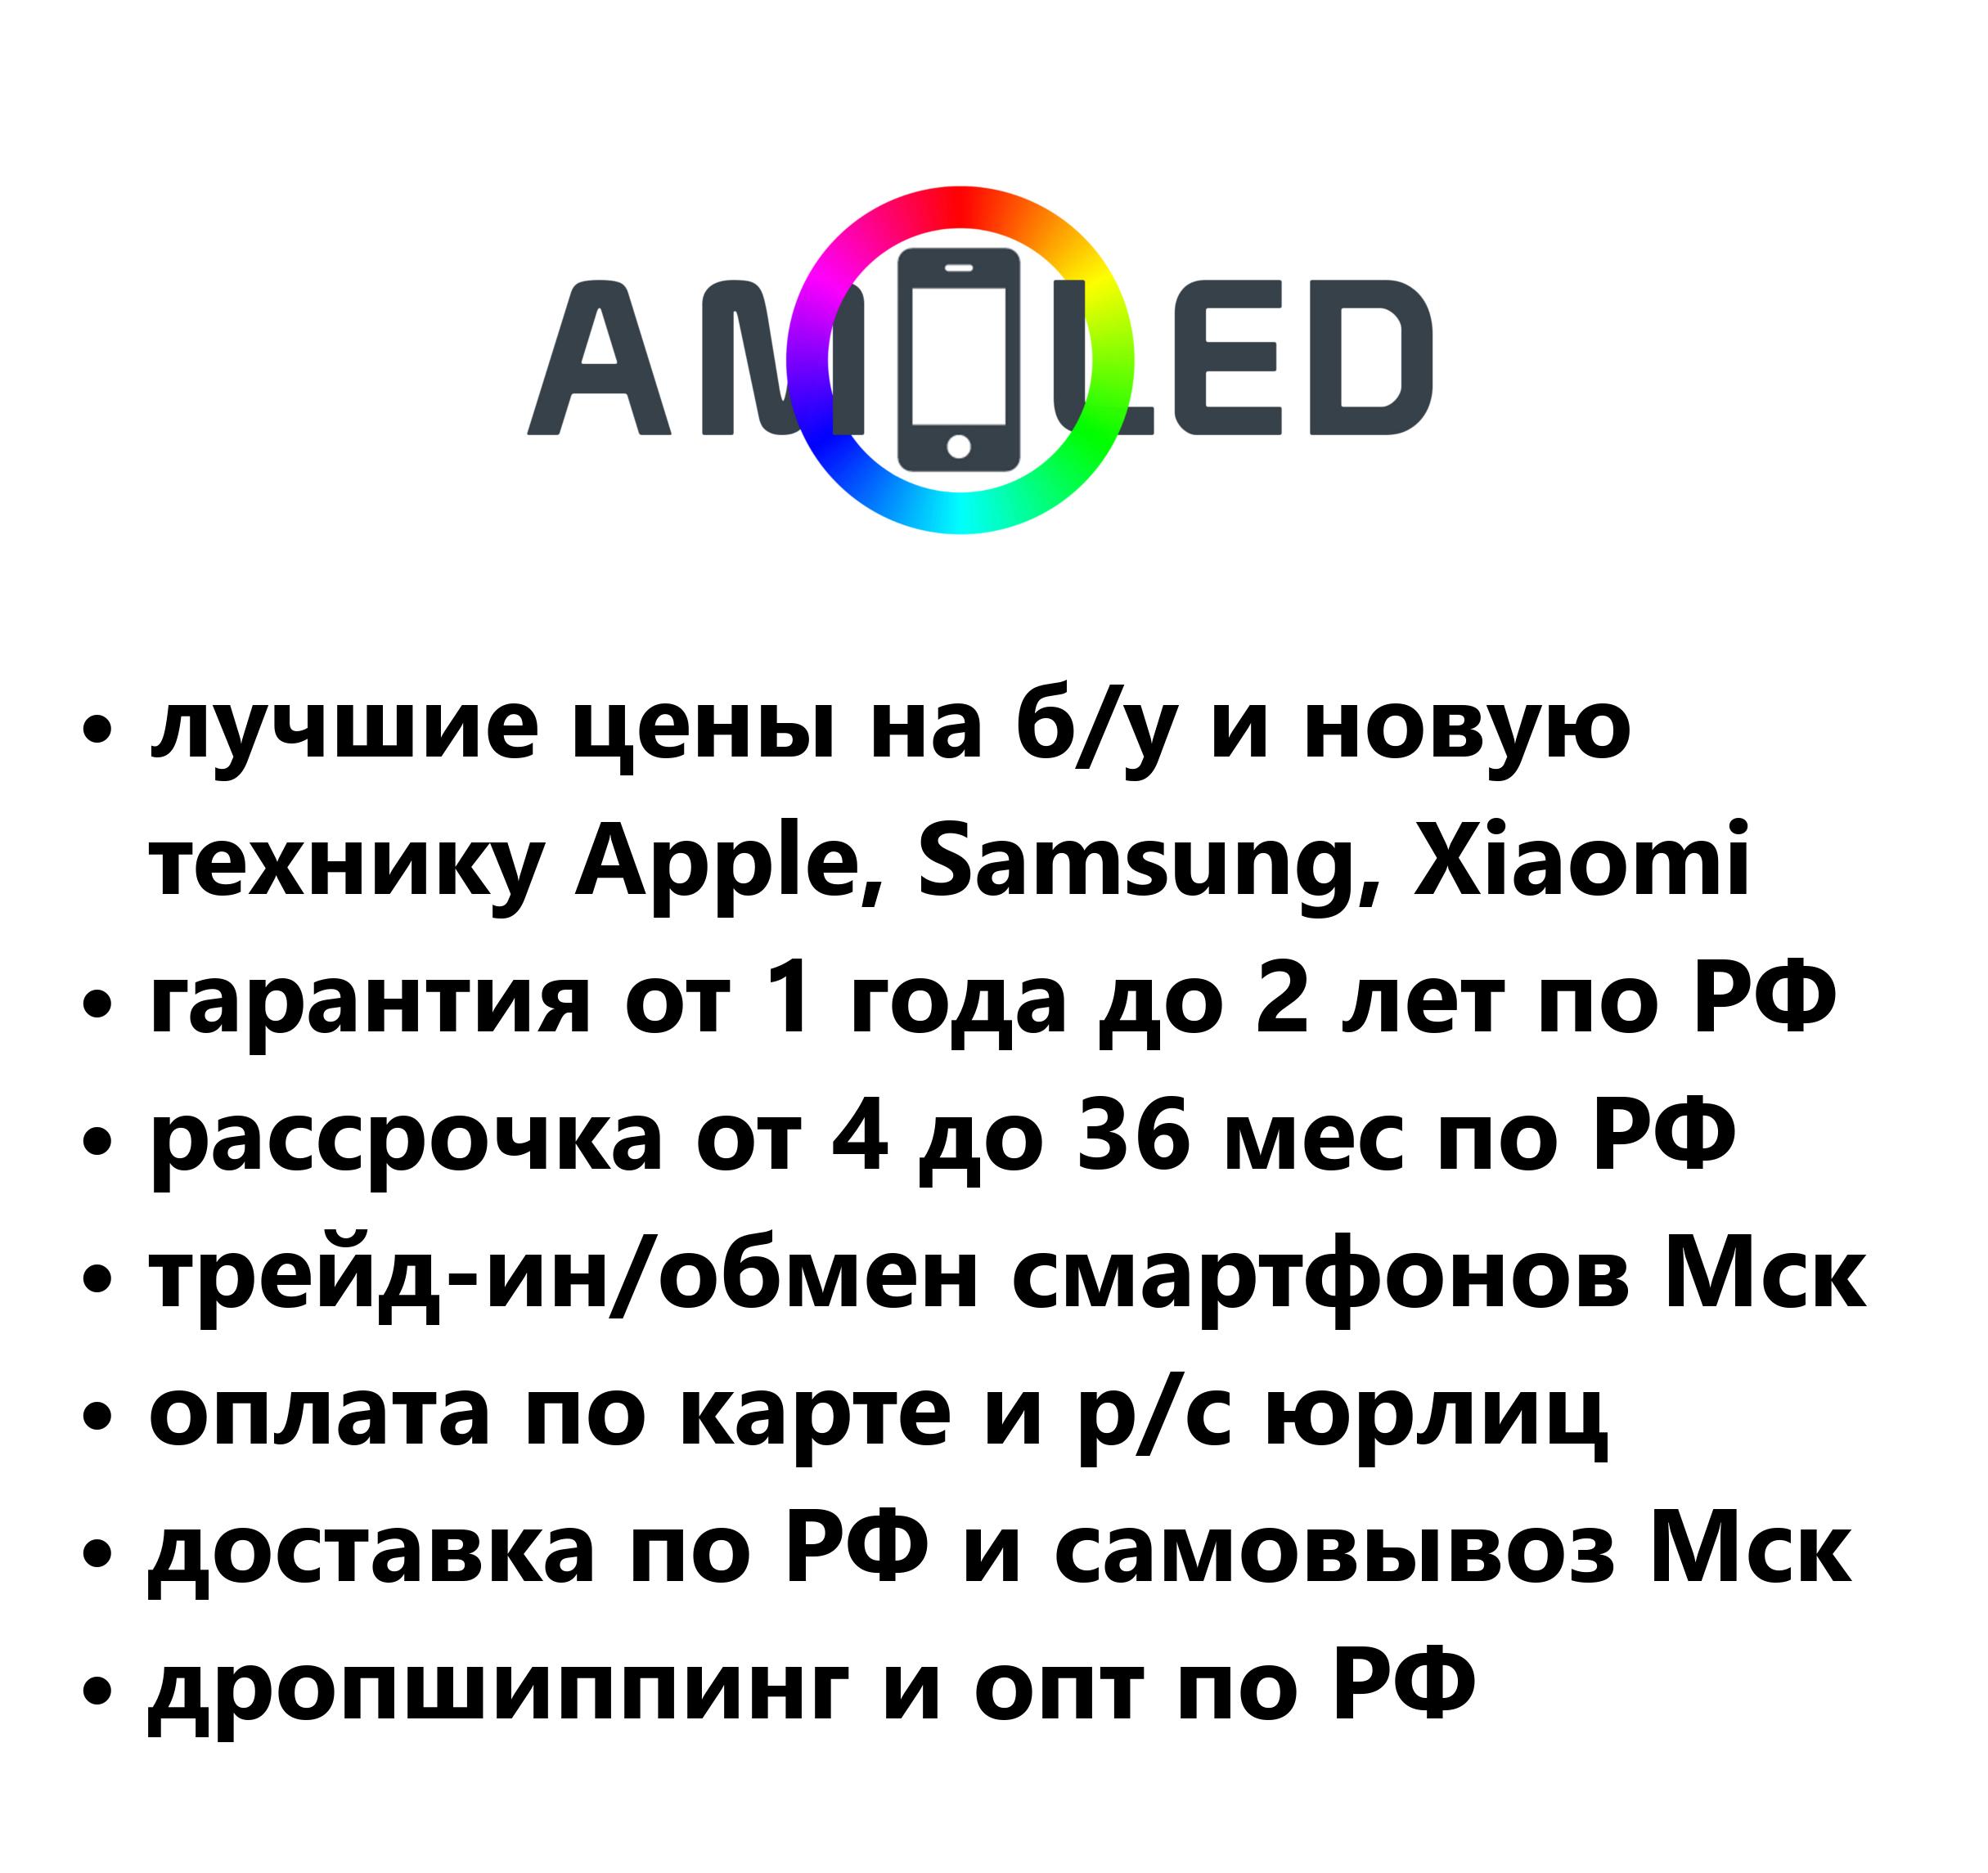 AMOLED
• лучшие цены на б/у и новую
технику Apple, Samsung, Xiaomi
• гарантия от 1 года до 2 лет по РФ
• рассрочка от 4 до 36 мес по РФ
• трейд-ин/обмен смартфонов Мск
• оплата по карте и р/с юрлиц
• доставка по РФ и самовывоз Мск
• дропшиппинг и опт по РФ